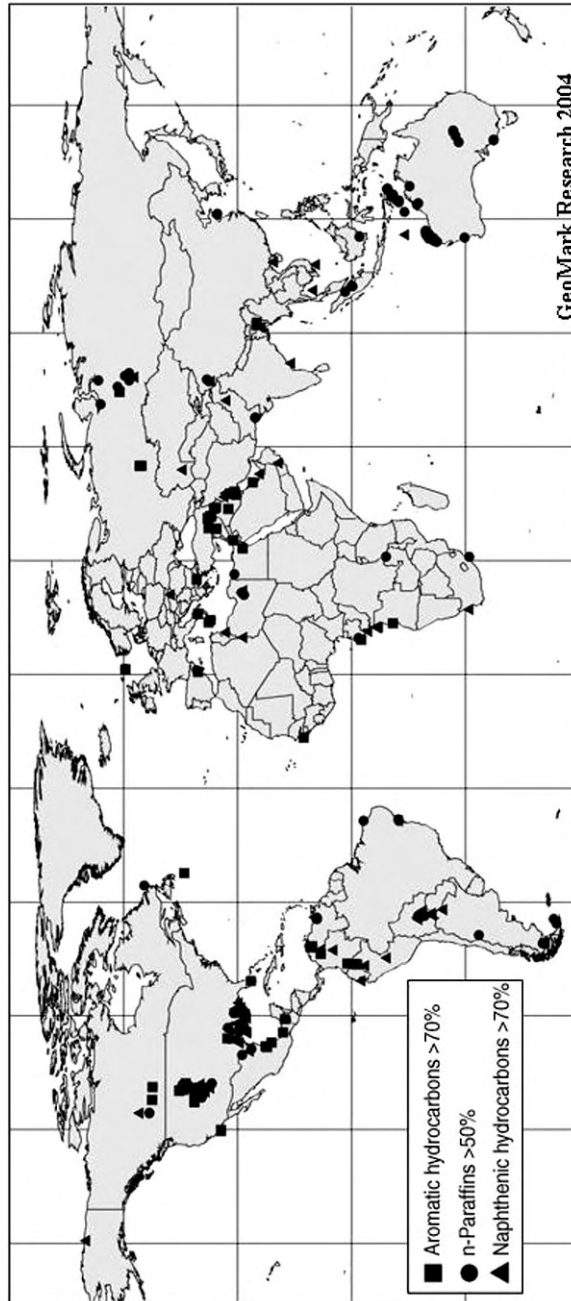 Aromatic hydrocarbons >70%
n-Paraffins >50%
Naphthenic hydrocarbons >70%
GeoMark Research 2004